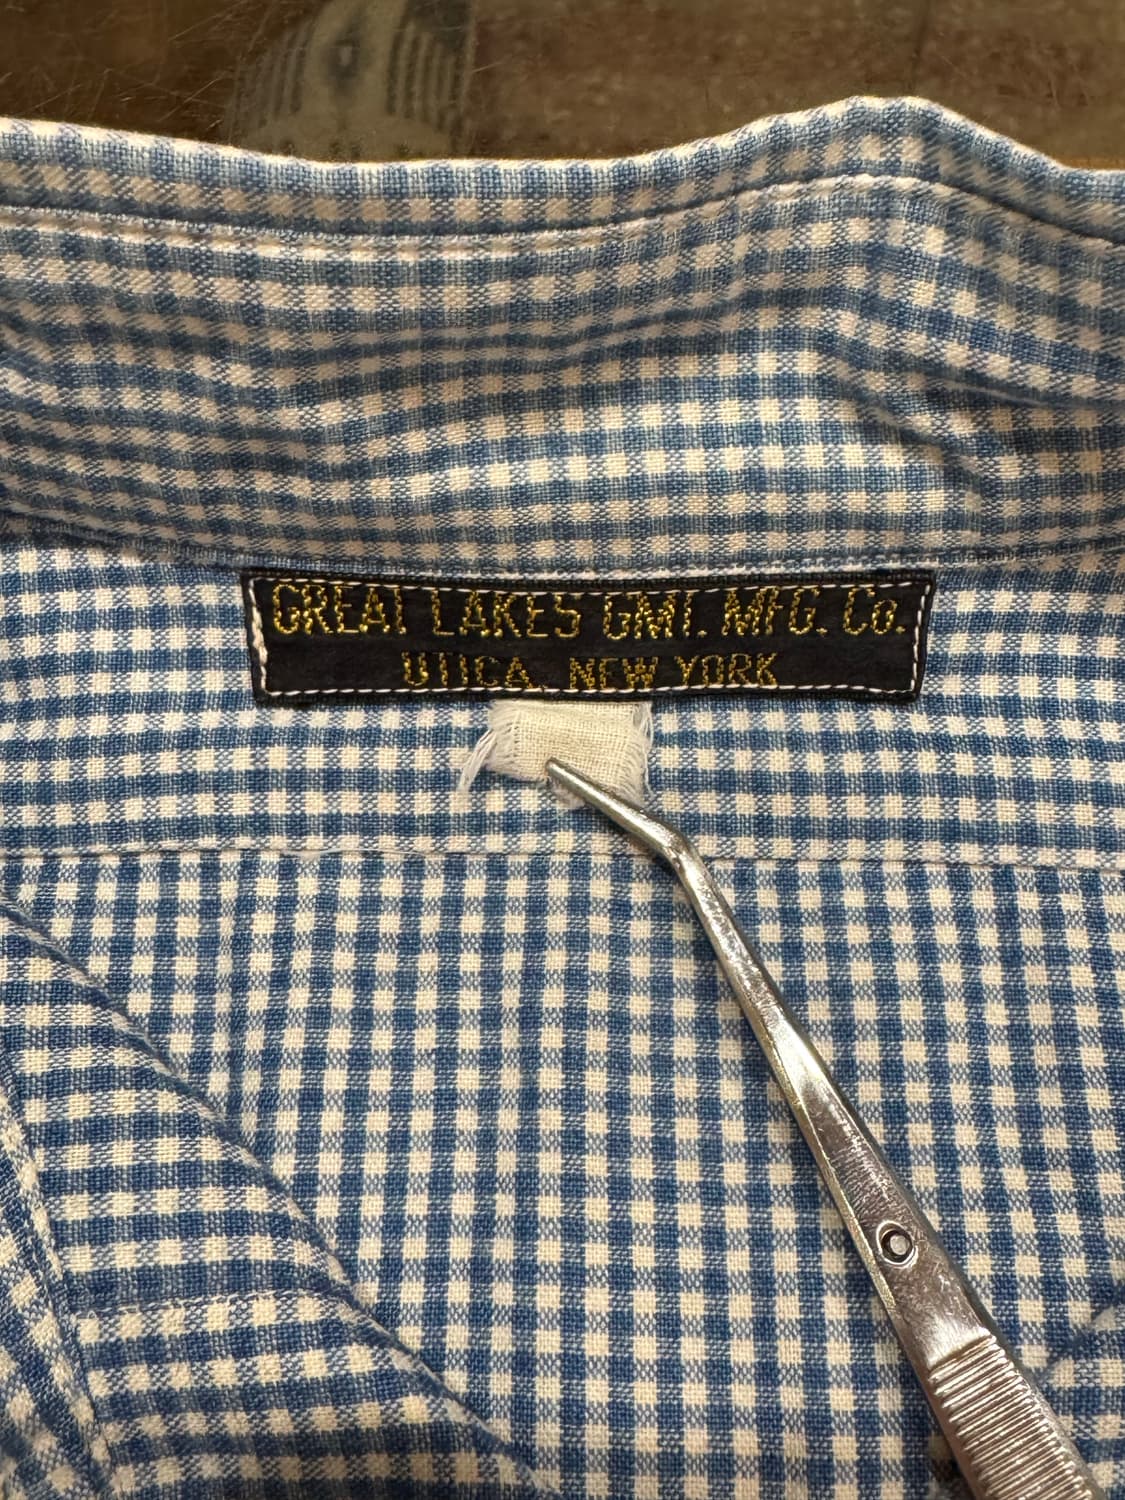 GREAT LAKES GMT. MFG. Co.
UTICA, NEW YORK